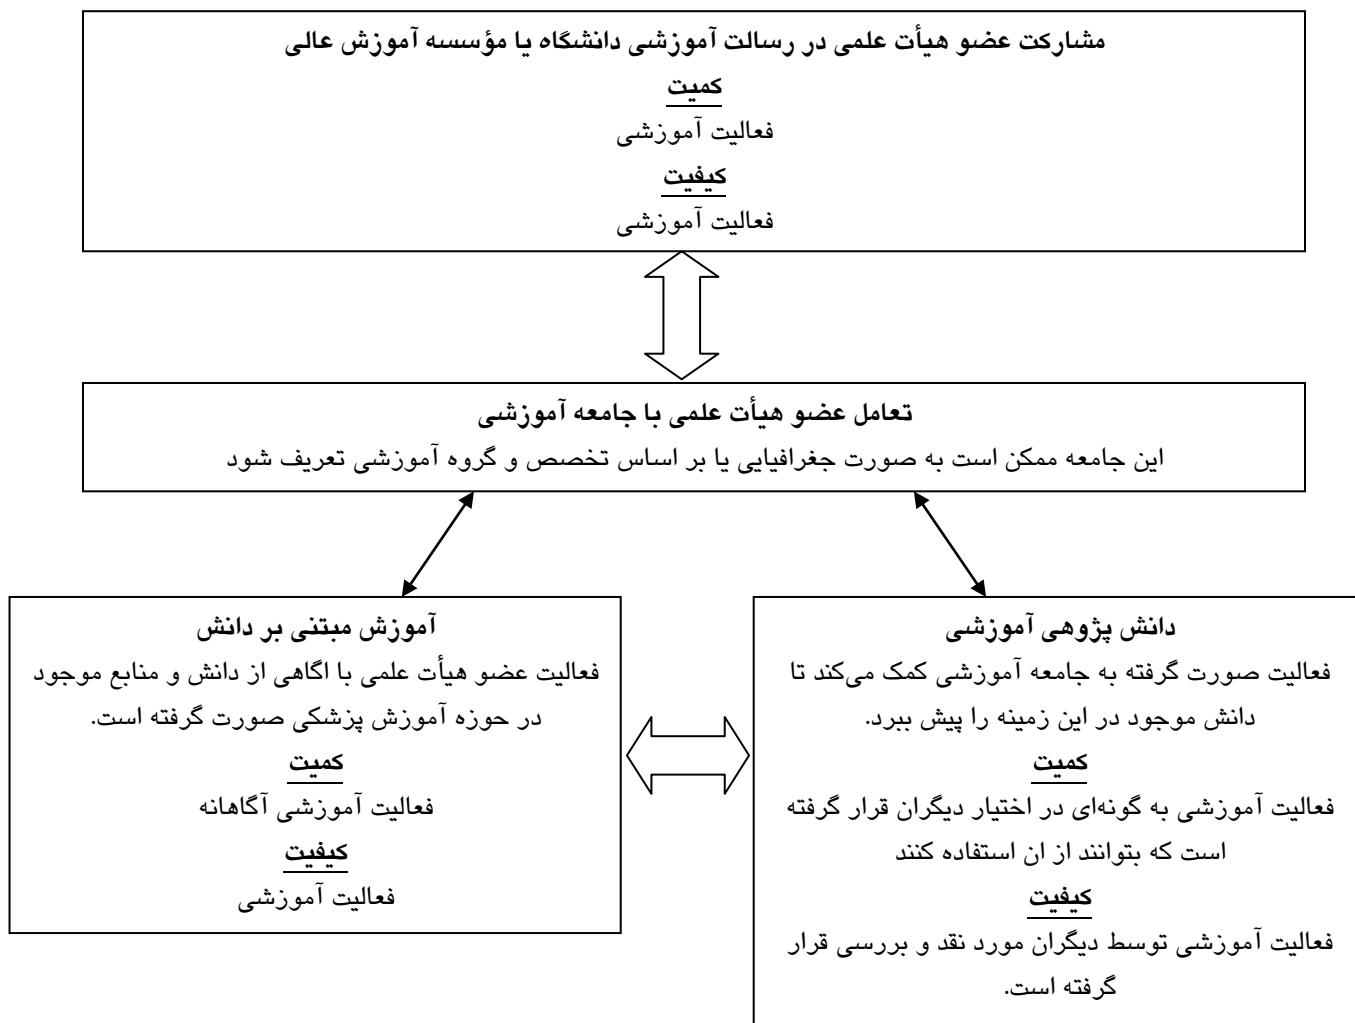 مشارکت عضو هیأت علمی در رسالت آموزشی دانشگاه یا مؤسسه آموزش عالی
کمیت
فعالیت آموزشی
کیفیت
فعالیت آموزشی
تعامل عضو هیأت علمی با جامعه آموزشی
این جامعه ممکن است به صورت جغرافیایی یا بر اساس تخصص و گروه آموزشی تعریف شود
دانش پژوهی آموزشی
فعالیت صورت گرفته به جامعه آموزشی کمک می‌کند تا
دانش موجود در این زمینه را پیش ببرد.
کمیت
فعالیت آموزشی به گونه‌ای در اختیار دیگران قرار گرفته
است که بتوانند از ان استفاده کنند
کیفیت
فعالیت آموزشی توسط دیگران مورد نقد و بررسی قرار
گرفته است.
آموزش مبتنی بر دانش
فعالیت عضو هیأت علمی با اگاهی از دانش و منابع موجود
در حوزه آموزش پزشکی صورت گرفته است.
کمیت
فعالیت آموزشی آگاهانه
کیفیت
فعالیت آموزشی